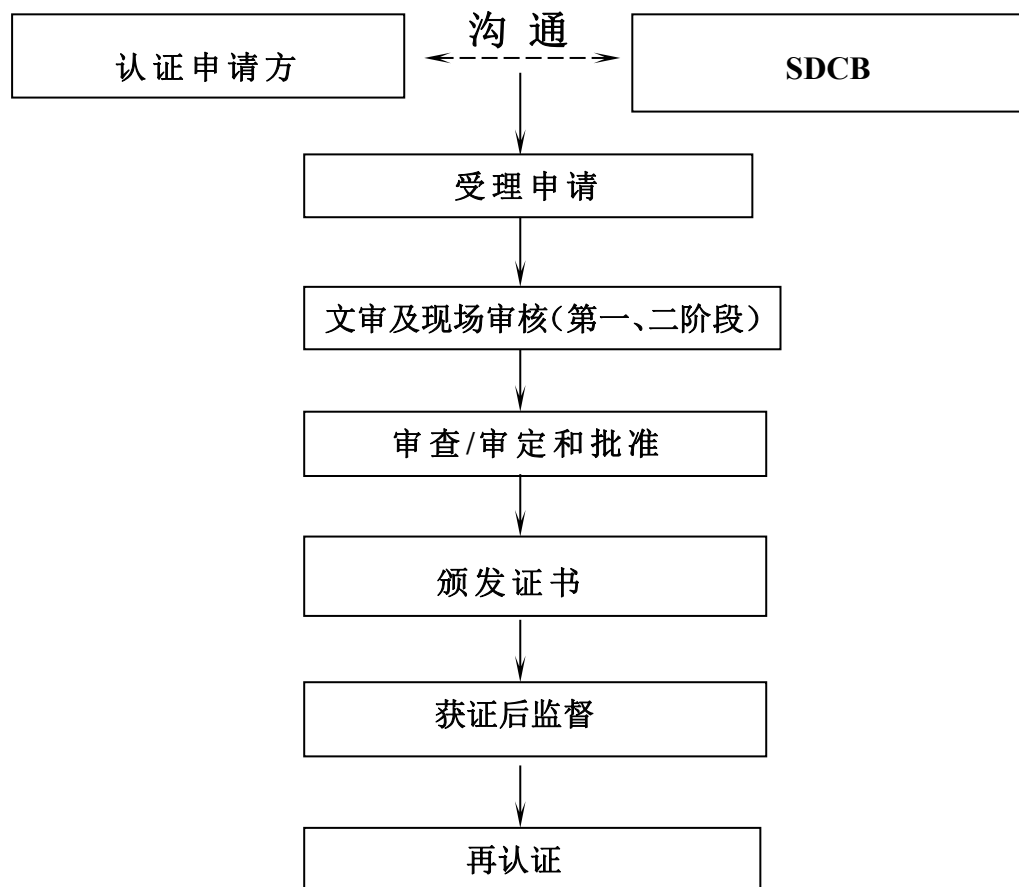 沟 通
认证申请方
SDCB
受理申请
文审及现场审核(第一、二阶段)
审查/审定和批准
颁发证书
获证后监督
再认证